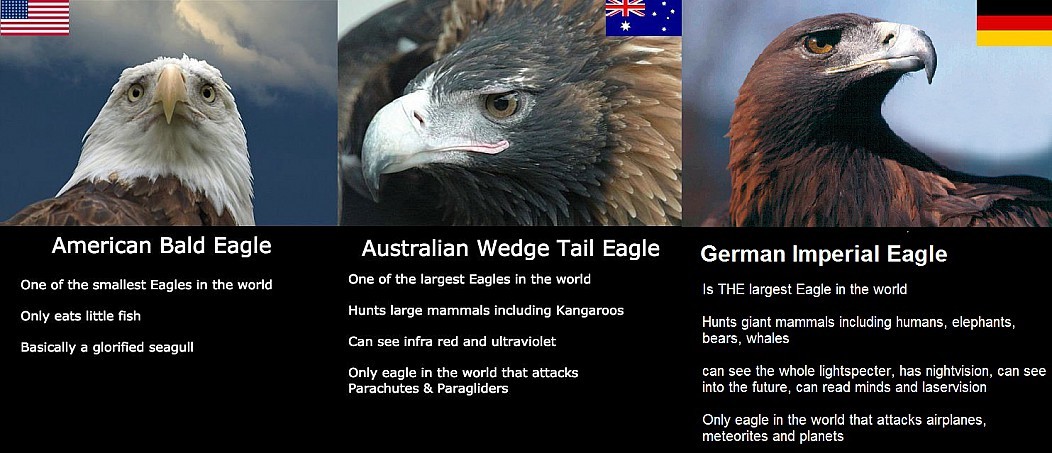 American Bald Eagle
One of the smallest Eagles in the world
Only eats little fish
Basically a glorified seagull
Australian Wedge Tail Eagle
One of the largest Eagles in the world
Hunts large mammals including Kangaroos
Can see infra red and ultraviolet
Only eagle in the world that attacks
Parachutes & Paragliders
German Imperial Eagle
Is THE largest Eagle in the world
Hunts giant mammals including humans, elephants,
bears, whales
can see the whole lightspecter, has nightvision, can see
into the future, can read minds and laservision
Only eagle in the world that attacks airplanes,
meteorites and planets